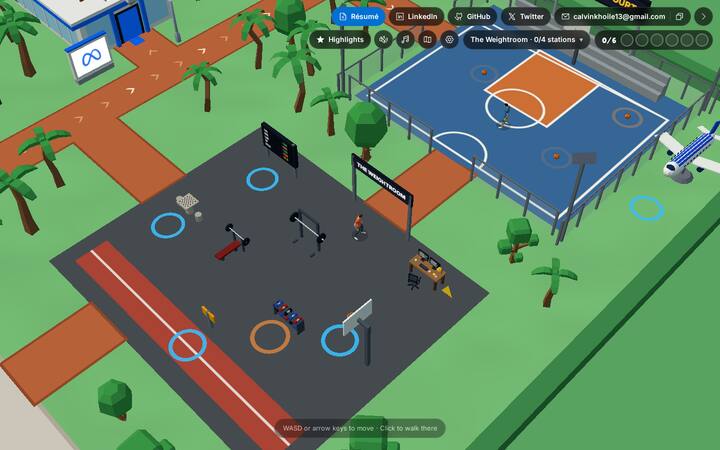 Résumé
LinkedIn
GitHub
Twitter
calvinkhoile13@gmail.com
Highlights
The Weightroom · 0/4 stations
0/6
THE WEIGHTROOM
WASD or arrow keys to move · Click to walk there